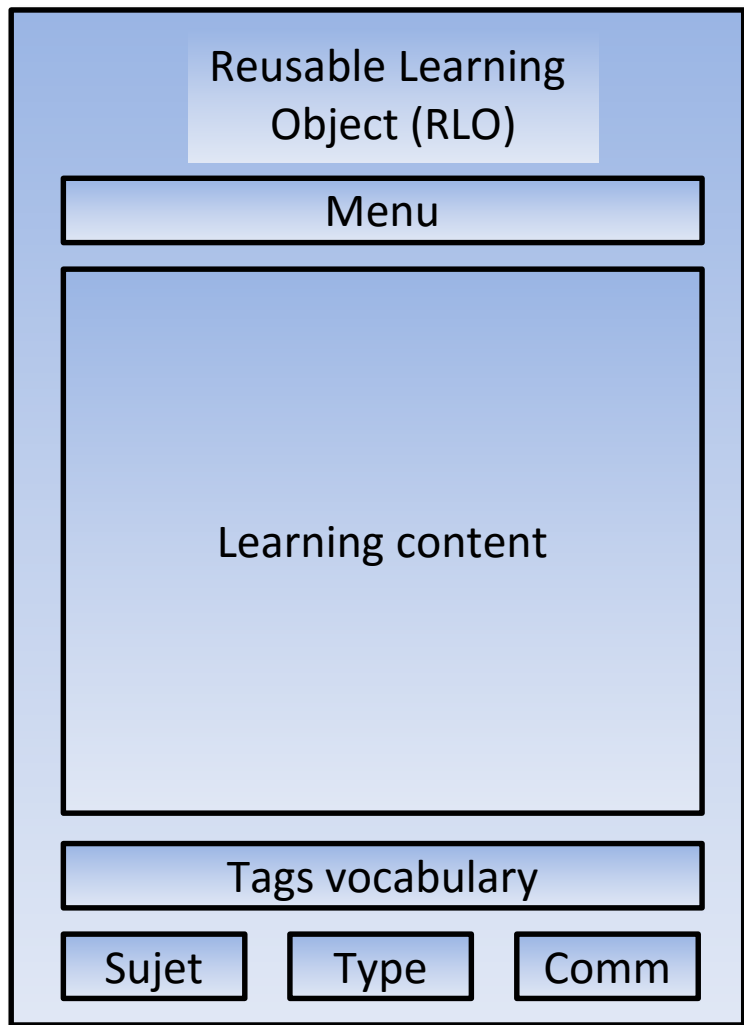 Reusable Learning
Object (RLO)
Menu
Learning content
Tags vocabulary
Sujet
Type
Comm